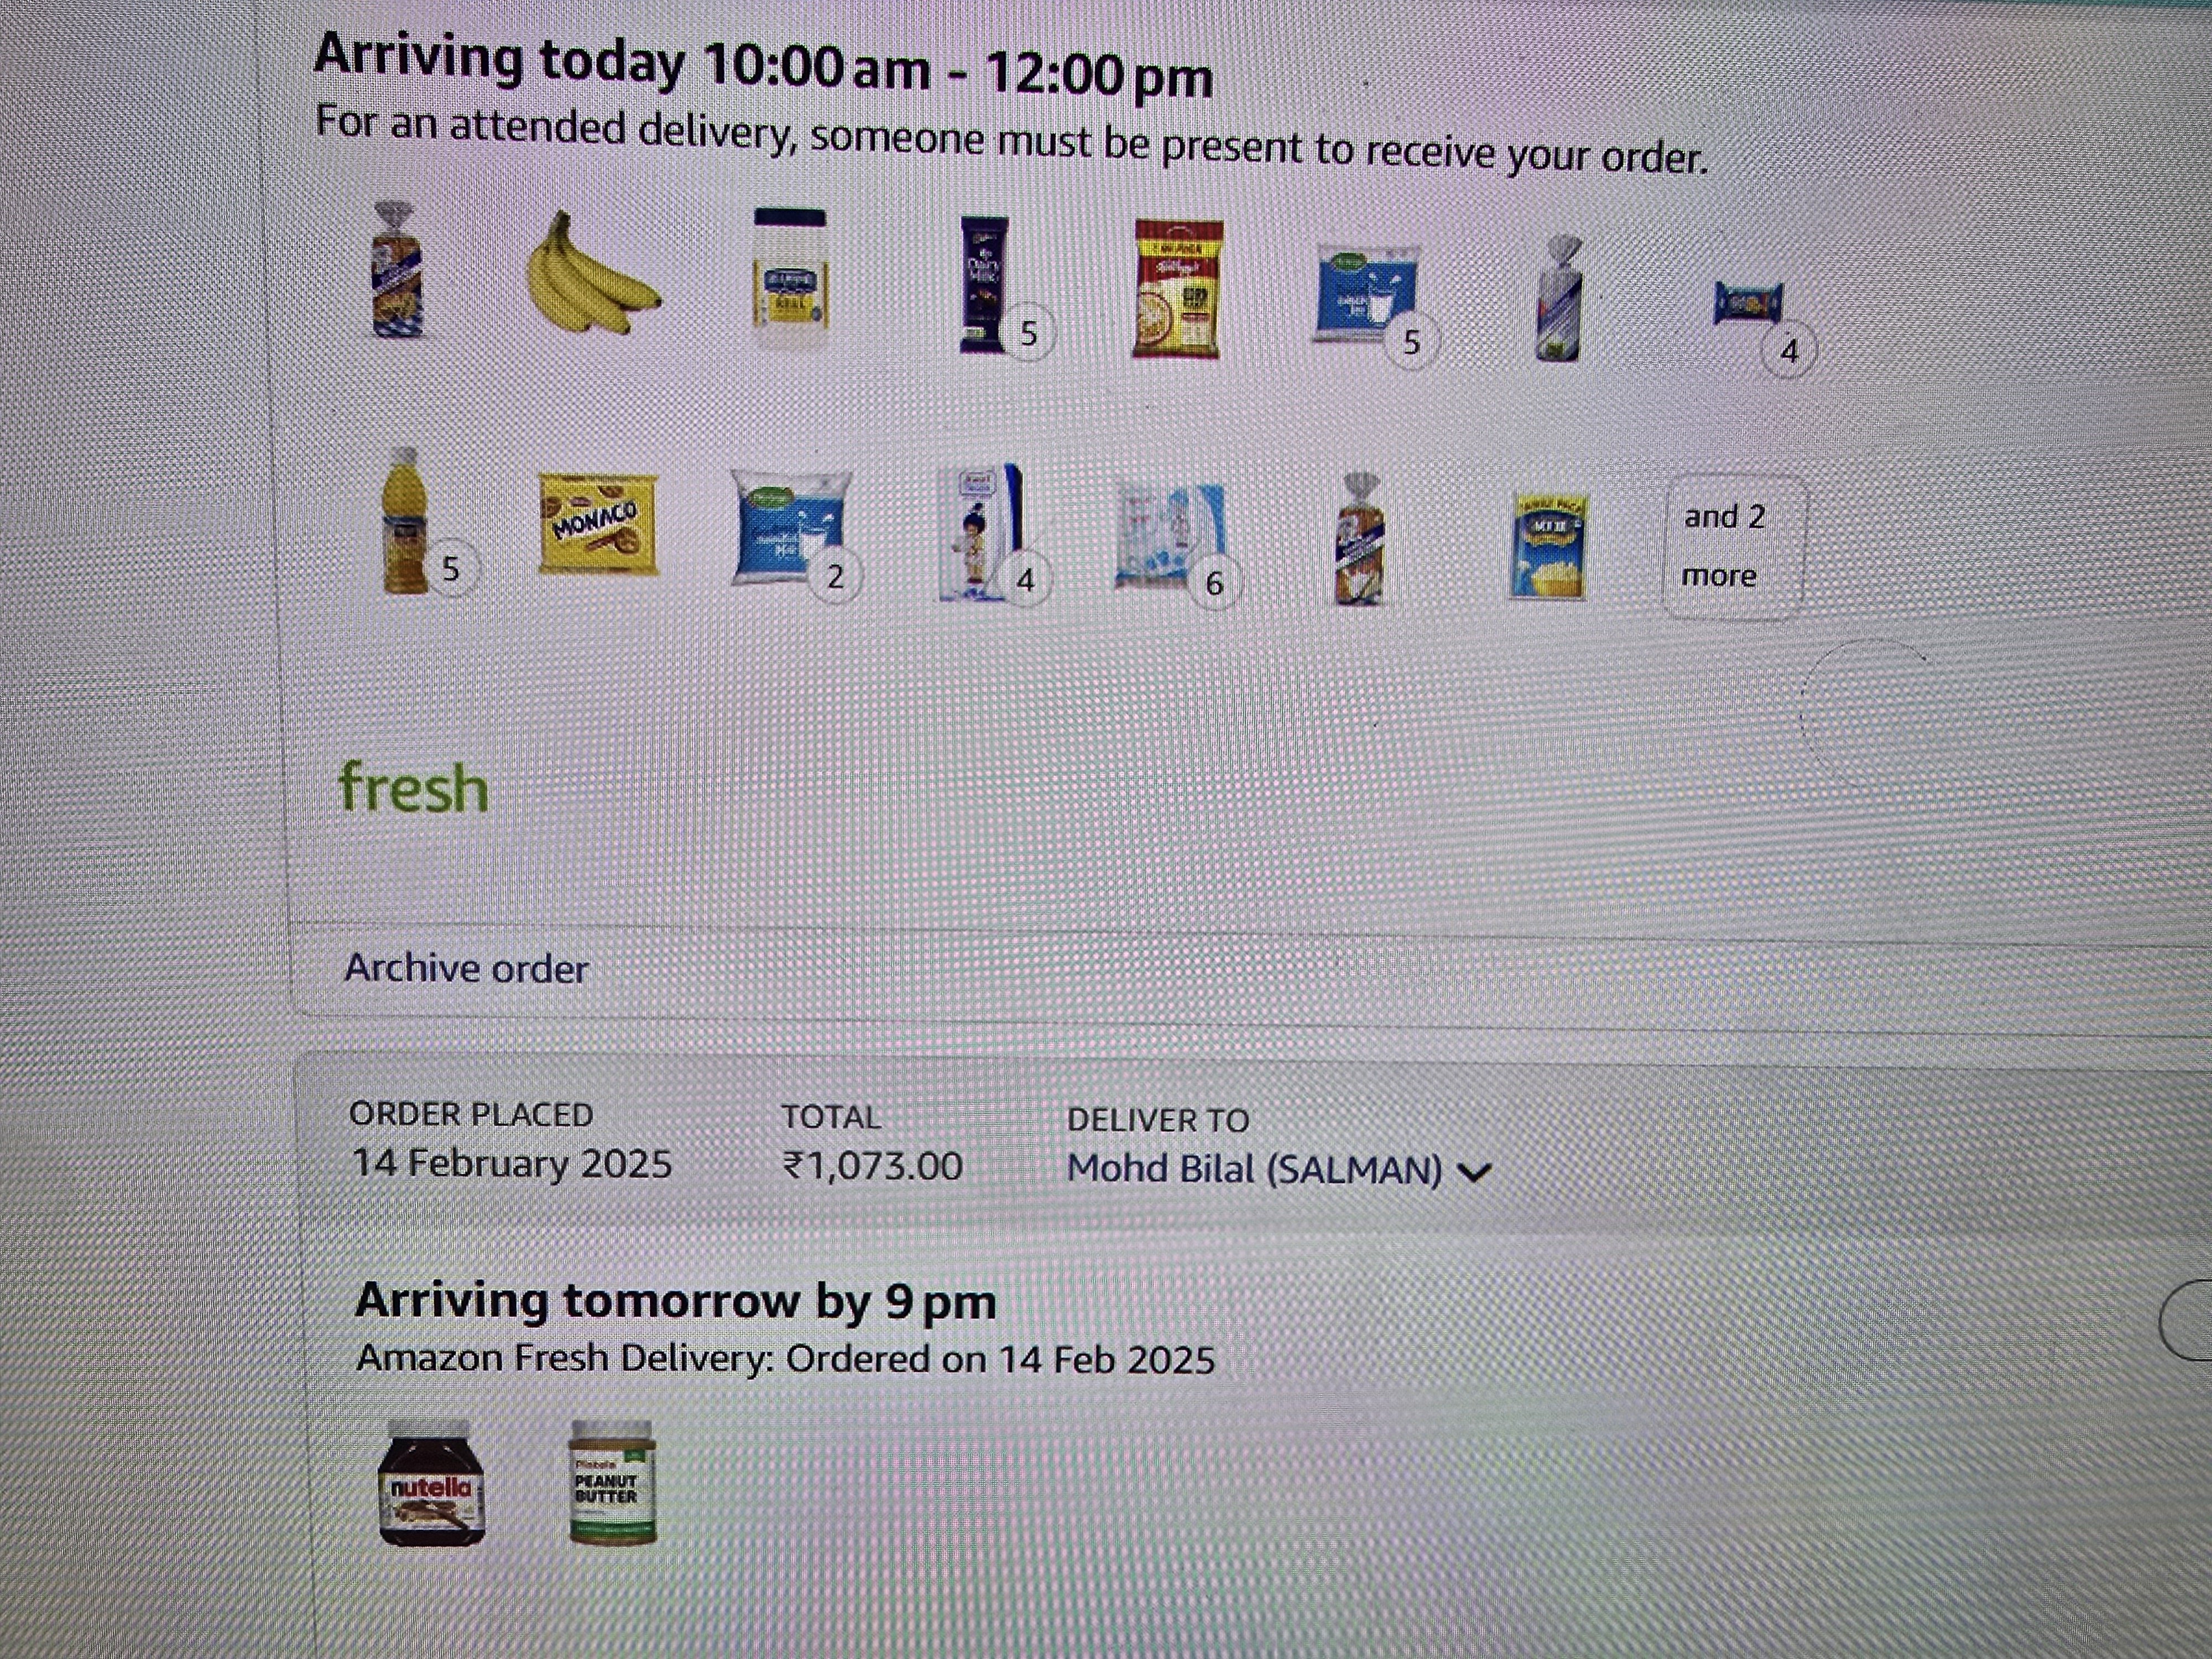 Arriving today 10:00 am - 12:00 pm
For an attended delivery, someone must be present to receive your order.
Dairy Milk
5
5
4
5
MONACO
2
4
6
and 2
more
fresh
Archive order
ORDER PLACED
TOTAL
DELIVER TO
14 February 2025
₹1,073.00
Mohd Bilal (SALMAN)
Arriving tomorrow by 9 pm
Amazon Fresh Delivery: Ordered on 14 Feb 2025
nutella
Pintola
PEANUT
BUTTER